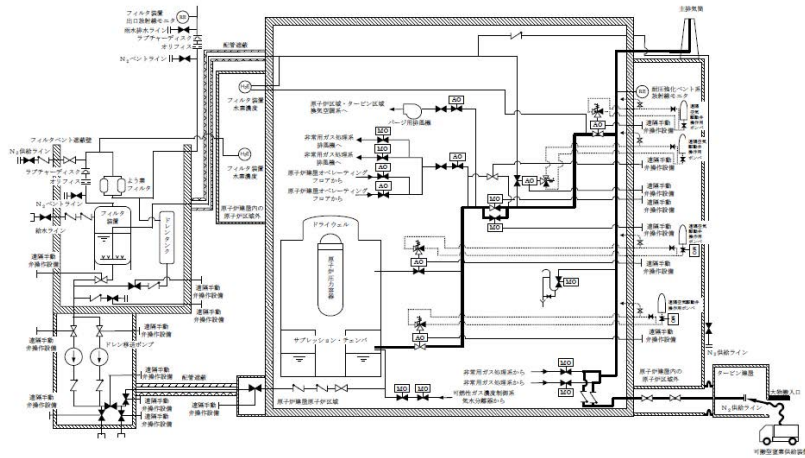 フィルタ装置
出口放射線モニタ
雨水排水ライン
ラプチャーディスク
オリフィス
N₂ベントライン
配管遮蔽
主排気筒
フィルタ装置
水素濃度
原子炉区域・タービン区域
換気空調系へ
パージ用排風機
耐圧強化ベント系
放射線モニタ
遠隔空気
駆動弁
操作用
ボンベ
遠隔手動
弁操作設備
フィルタベント遮蔽壁
N₂供給ライン
ラプチャーディスク
オリフィス
よう素
フィルタ
フィルタ装置
水素濃度
非常用ガス処理系
排風機へ
非常用ガス処理系
排風機へ
原子炉建屋オペレーティング
フロアから
原子炉建屋オペレーティング
フロアから
N₂ベントライン
給水ライン
フィルタ
装置
ドレンタンク
原子炉建屋内の
原子炉区域外
遠隔手動
弁操作設備
遠隔手動
弁操作設備
遠隔手動
弁操作設備
ドライウェル
原子炉圧力容器
サプレッション・チェンバ
遠隔手動
弁操作設備
遠隔手動
弁操作設備
遠隔手動
弁操作設備
ドレン移送ポンプ
遠隔手動
弁操作設備
配管遮蔽
遠隔手動
弁操作設備
N₂供給ライン
非常用ガス処理系から
非常用ガス処理系から
可燃性ガス濃度制御系
気水分離器から
原子炉建屋内の
原子炉区域外
タービン建屋
大物搬入口
N₂供給ライン
可搬型窒素供給装置
遠隔手動
弁操作設備
原子炉建屋原子炉区域
MO
AO